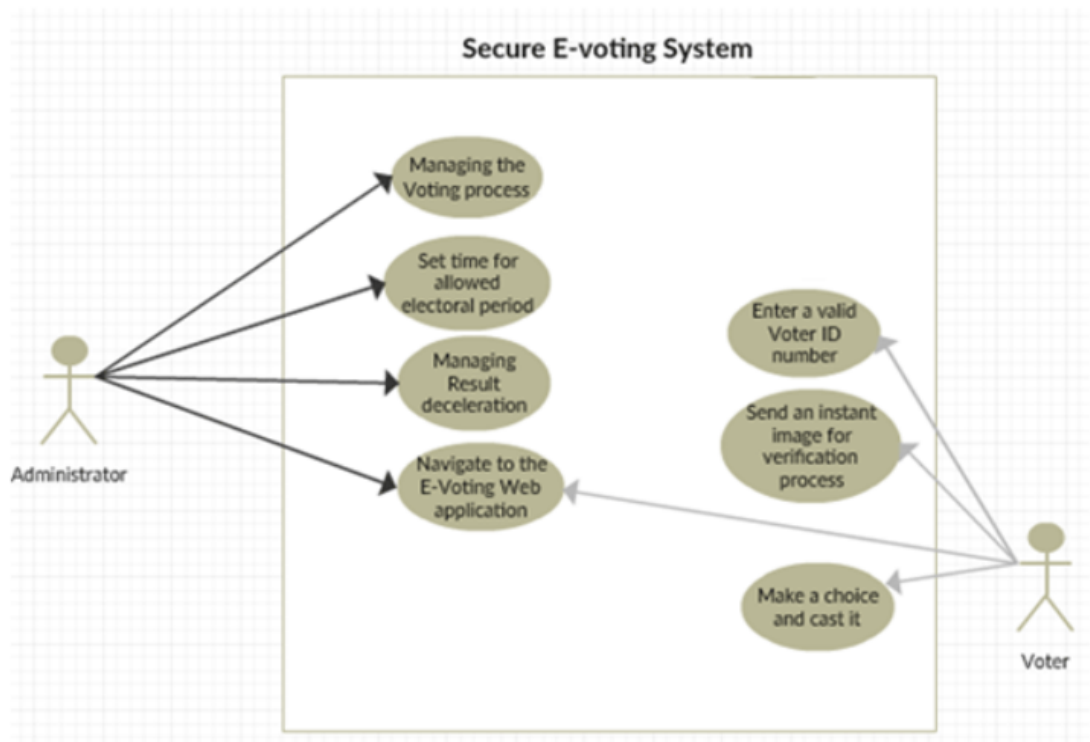 Secure E-voting System
Managing the
Voting process
Set time for
allowed
electoral period
Managing
Result
deceleration
Navigate to the
E-Voting Web
application
Administrator
Enter a valid
Voter ID
number
Send an instant
image for
verification
process
Make a choice
and cast it
Voter